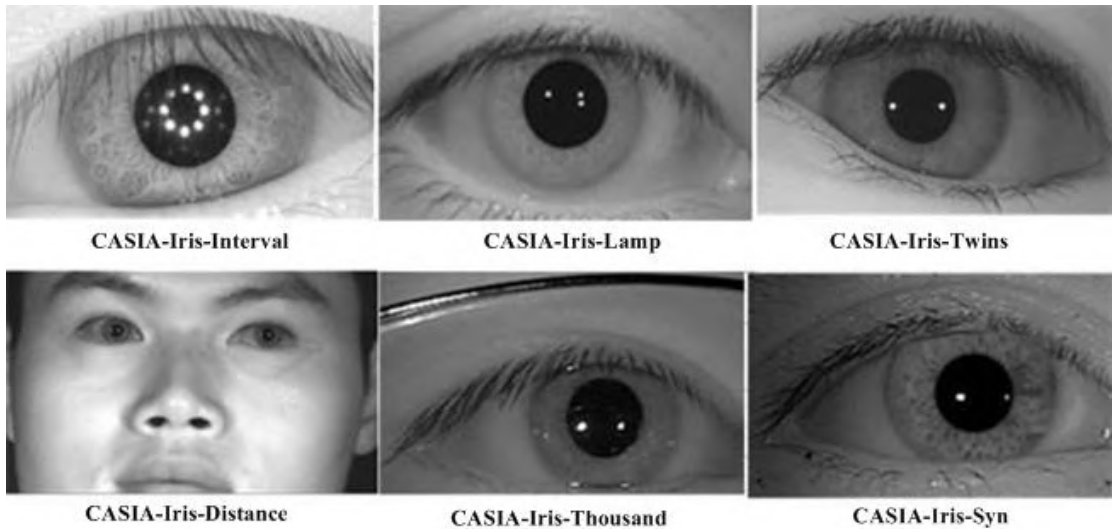 CASIA-Iris-Interval
CASIA-Iris-Lamp
CASIA-Iris-Twins
CASIA-Iris-Distance
CASIA-Iris-Thousand
CASIA-Iris-Syn